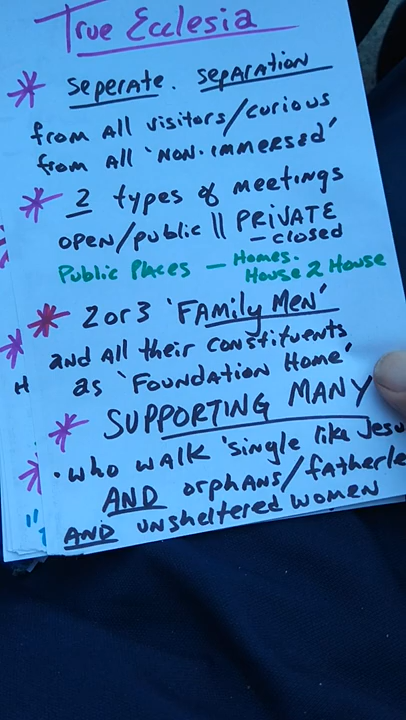 True Ecclesia
* seperate. separation
from all visitors/curious
from all 'NON-immersed'
* 2 types of meetings
open/public || PRIVATE
- closed
Public Places - Homes.
House 2 House
* 2 or 3 'FAmily Men'
and all their constituents
as 'Foundation Home'
* SUPPORTING MANY
· who walk 'single like Jesu
AND orphans/fatherle
AND unsheltered women
H